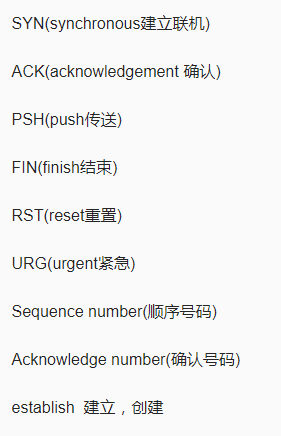 SYN(synchronous建立联机)
ACK(acknowledgement 确认)
PSH(push传送)
FIN(finish结束)
RST(reset重置)
URG(urgent紧急)
Sequence number(顺序号码)
Acknowledge number(确认号码)
establish  建立，创建